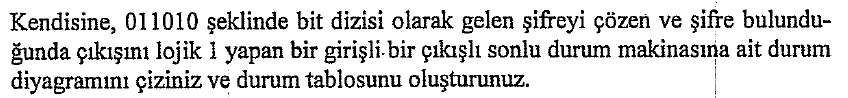 Kendisine, 011010 şeklinde bit dizisi olarak gelen şifreyi çözen ve şifre bulundu-
ğunda çıkışını lojik 1 yapan bir girişli bir çıkışlı sonlu durum makinasına ait durum
diyagramını çiziniz ve durum tablosunu oluşturunuz.